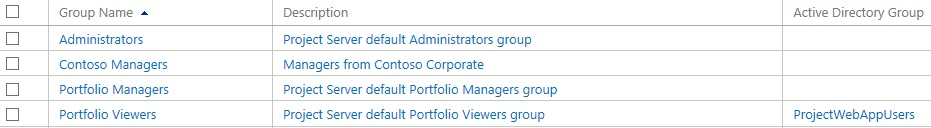 Group Name Description Active Directory Group
Administrators Project Server default Administrators group
Contoso Managers Managers from Contoso Corporate
Portfolio Managers Project Server default Portfolio Managers group
Portfolio Viewers Project Server default Portfolio Viewers group ProjectWebAppUsers